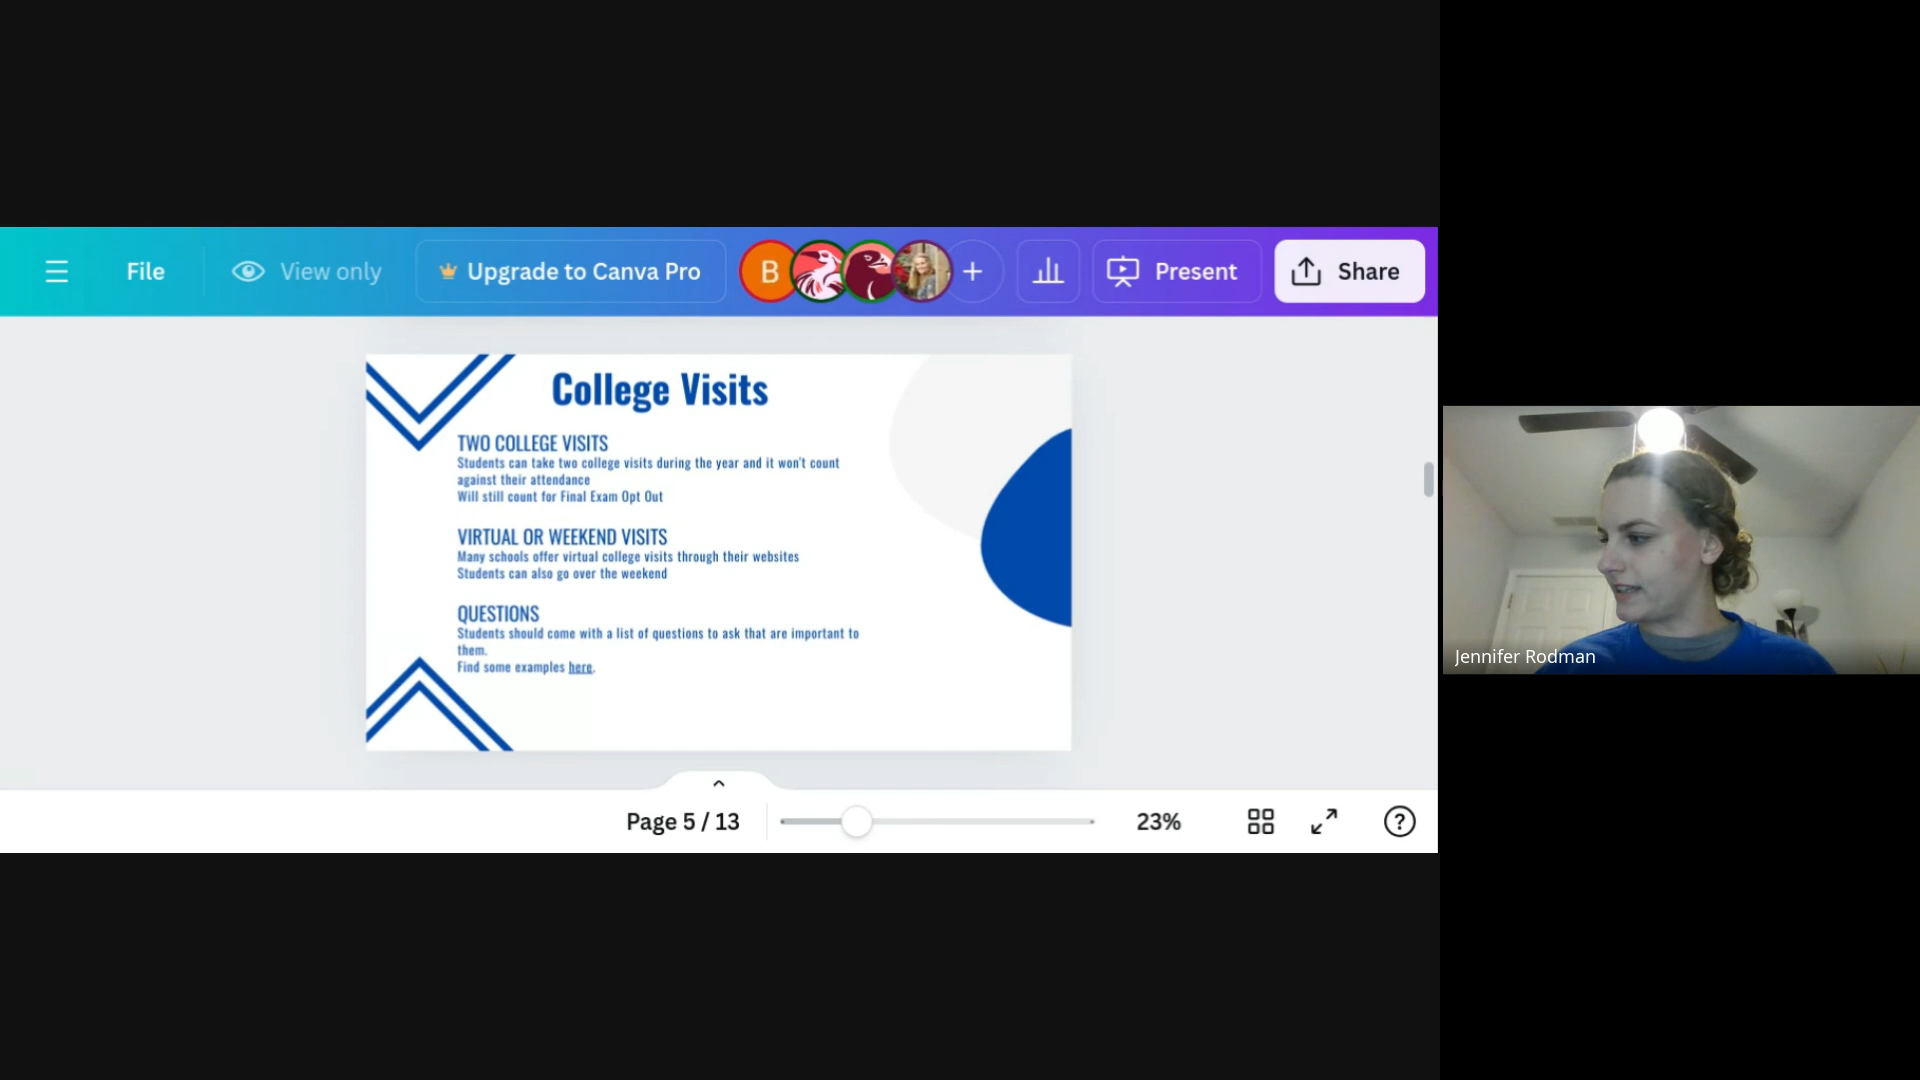 File
View only
Upgrade to Canva Pro
B
Present
Share
College Visits
TWO COLLEGE VISITS
Students can take two college visits during the year and it won't count
against their attendance
Will still count for Final Exam Opt Out
VIRTUAL OR WEEKEND VISITS
Many schools offer virtual college visits through their websites
Students can also go over the weekend
QUESTIONS
Students should come with a list of questions to ask that are important to
them.
Find some examples here.
Jennifer Rodman
Page 5 / 13
23%